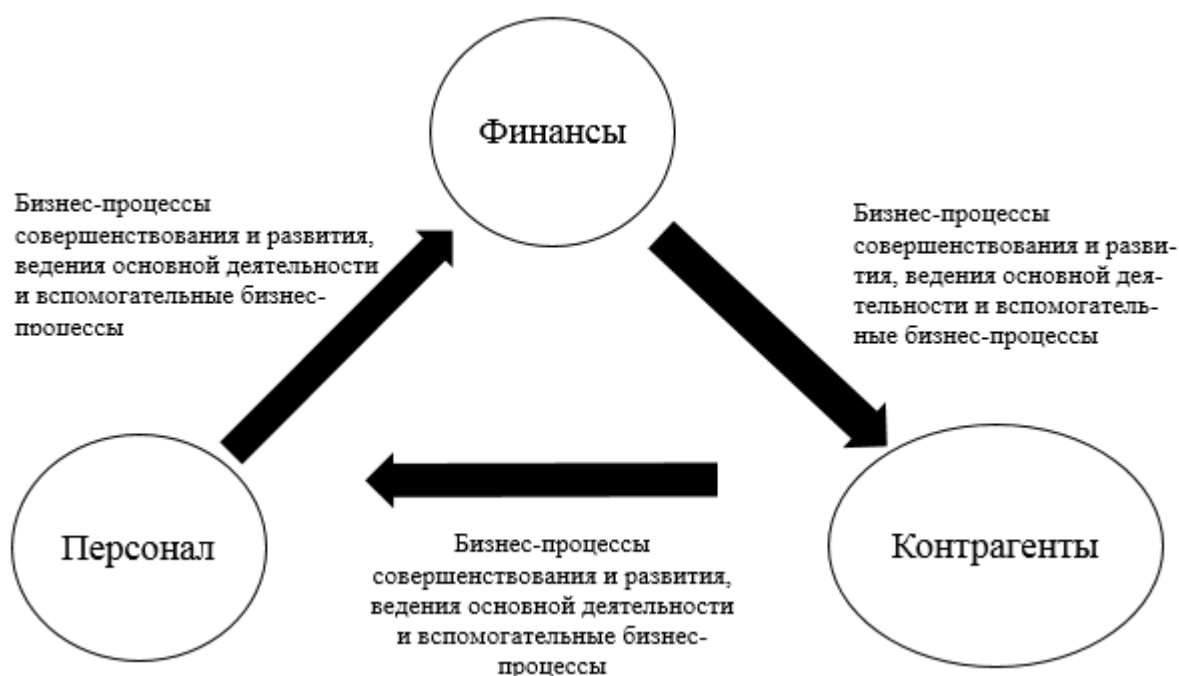 Финансы
Бизнес-процессы
совершенствования и развития,
ведения основной деятельности
и вспомогательные бизнес-
процессы
Бизнес-процессы
совершенствования и разви-
тия, ведения основной дея-
тельности и вспомогатель-
ные бизнес-процессы
Персонал
Бизнес-процессы
совершенствования и развития,
ведения основной деятельности
и вспомогательные бизнес-
процессы
Контрагенты